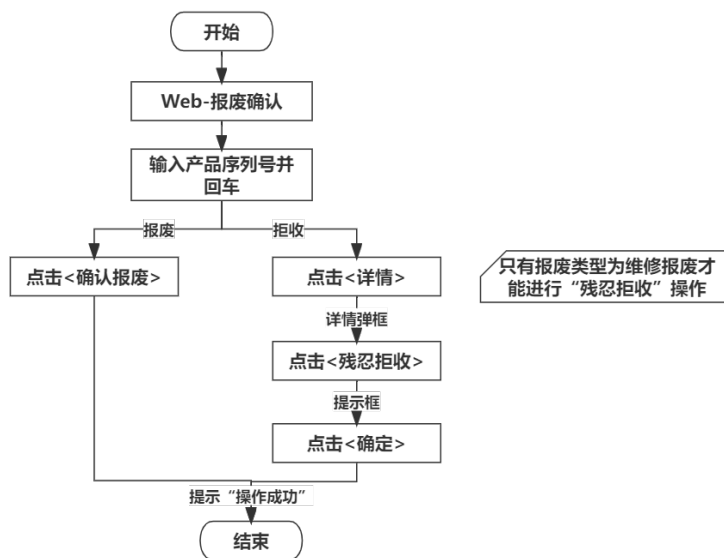 开始
Web-报废确认
输入产品序列号并
回车
报废
拒收
点击<确认报废>
点击<详情>
只有报废类型为维修报废才
能进行“残忍拒收”操作
详情弹框
点击<残忍拒收>
提示框
点击<确定>
提示“操作成功”
结束